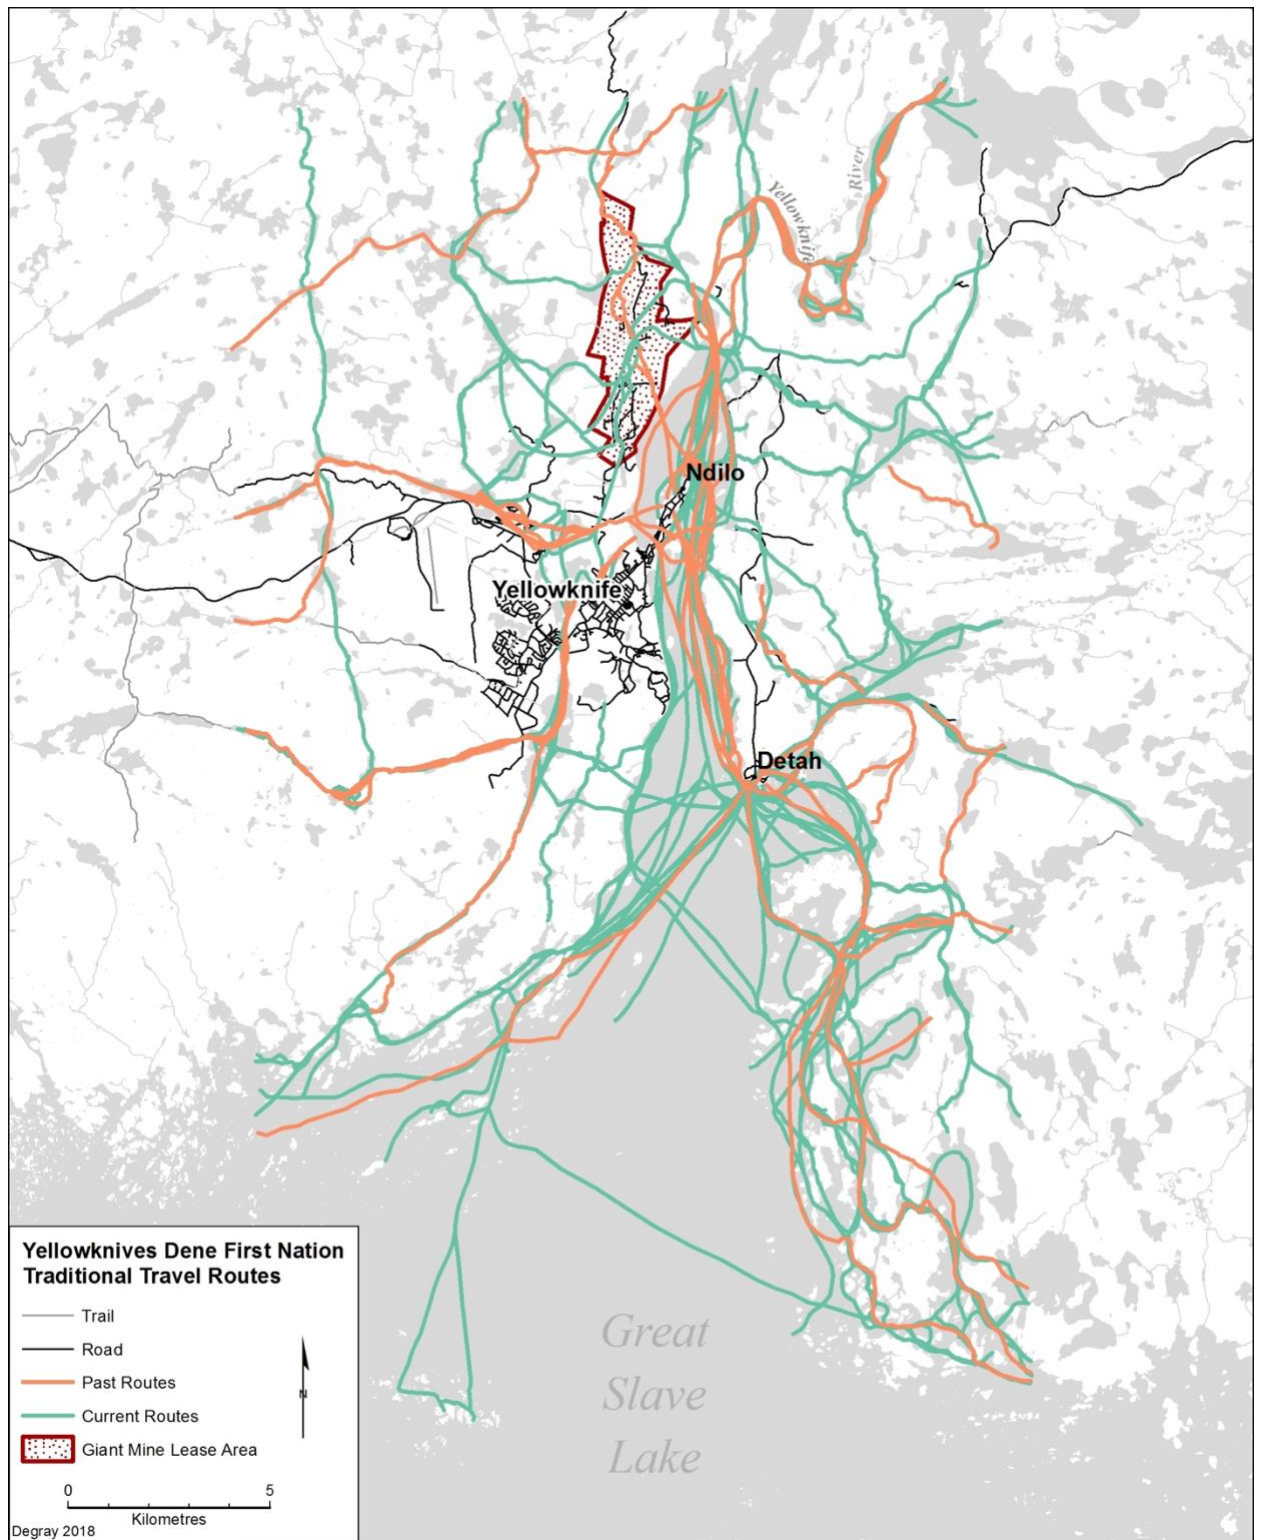 Yellowknife
River
Ndilo
Yellowknife
Detah
Great
Slave
Lake
Yellowknives Dene First Nation
Traditional Travel Routes
Trail
Road
Past Routes
Current Routes
Giant Mine Lease Area
N
0 5
Kilometres
Degray 2018